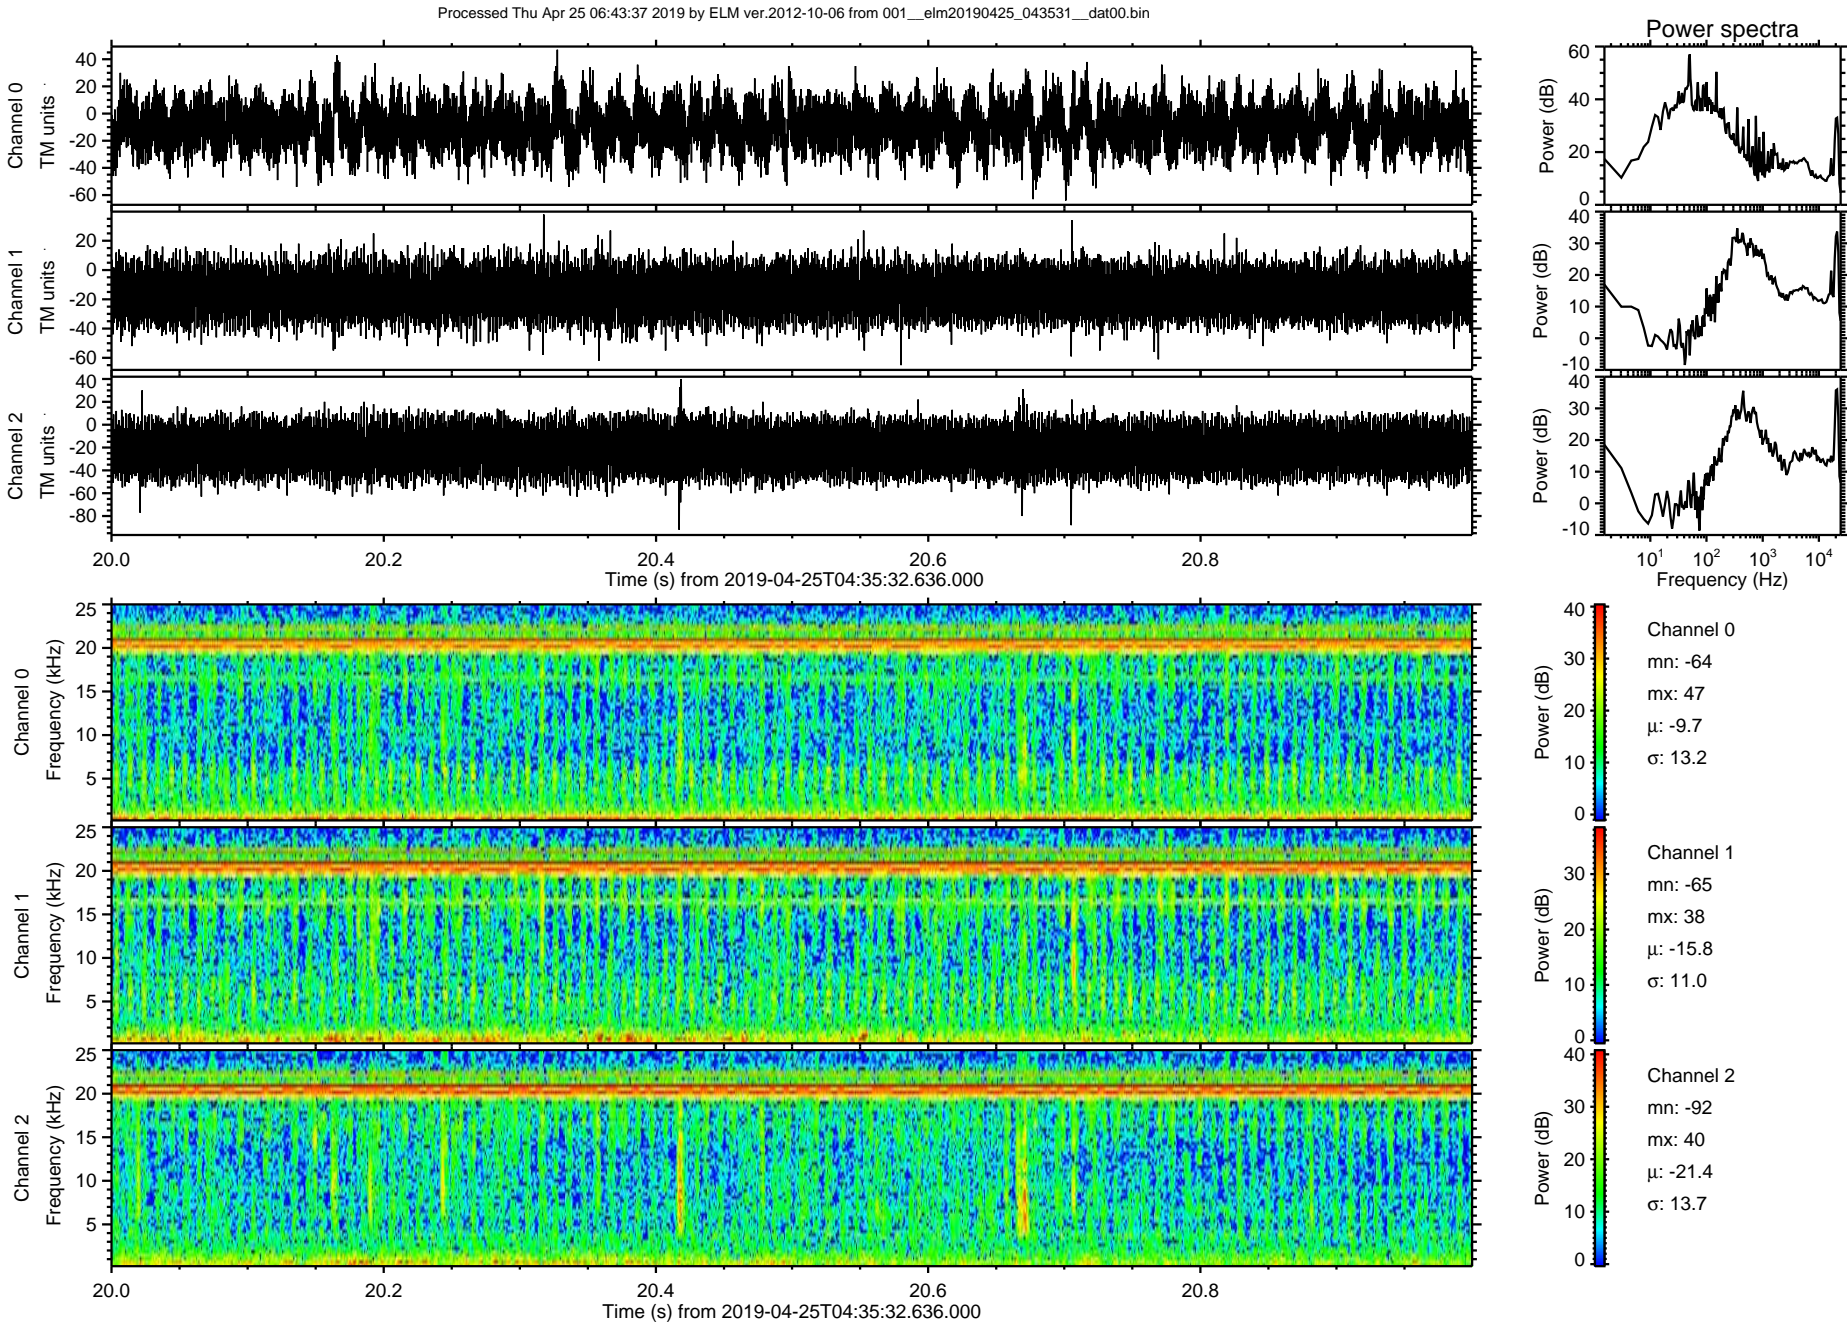 Processed Thu Apr 25 06:43:37 2019 by ELM ver.2012-10-06 from 001__elm20190425_043531__dat00.bin
Power spectra
Channel 0
TM units
40
20
0
-20
-40
-60
Power (dB)
60
40
20
0
Channel 1
TM units
20
0
-20
-40
-60
Power (dB)
40
30
20
10
0
-10
Channel 2
TM units
40
20
0
-20
-40
-60
-80
Power (dB)
40
30
20
10
0
-10
20.0 20.2 20.4 20.6 20.8
Time (s) from 2019-04-25T04:35:32.636.000
10¹ 10² 10³ 10⁴
Frequency (Hz)
Channel 0
Frequency (kHz)
25
20
15
10
5
Power (dB)
40
30
20
10
0
Channel 0
mn: -64
mx: 47
μ: -9.7
σ: 13.2
Channel 1
Frequency (kHz)
25
20
15
10
5
Power (dB)
30
20
10
0
Channel 1
mn: -65
mx: 38
μ: -15.8
σ: 11.0
Channel 2
Frequency (kHz)
25
20
15
10
5
Power (dB)
40
30
20
10
0
Channel 2
mn: -92
mx: 40
μ: -21.4
σ: 13.7
20.0 20.2 20.4 20.6 20.8
Time (s) from 2019-04-25T04:35:32.636.000